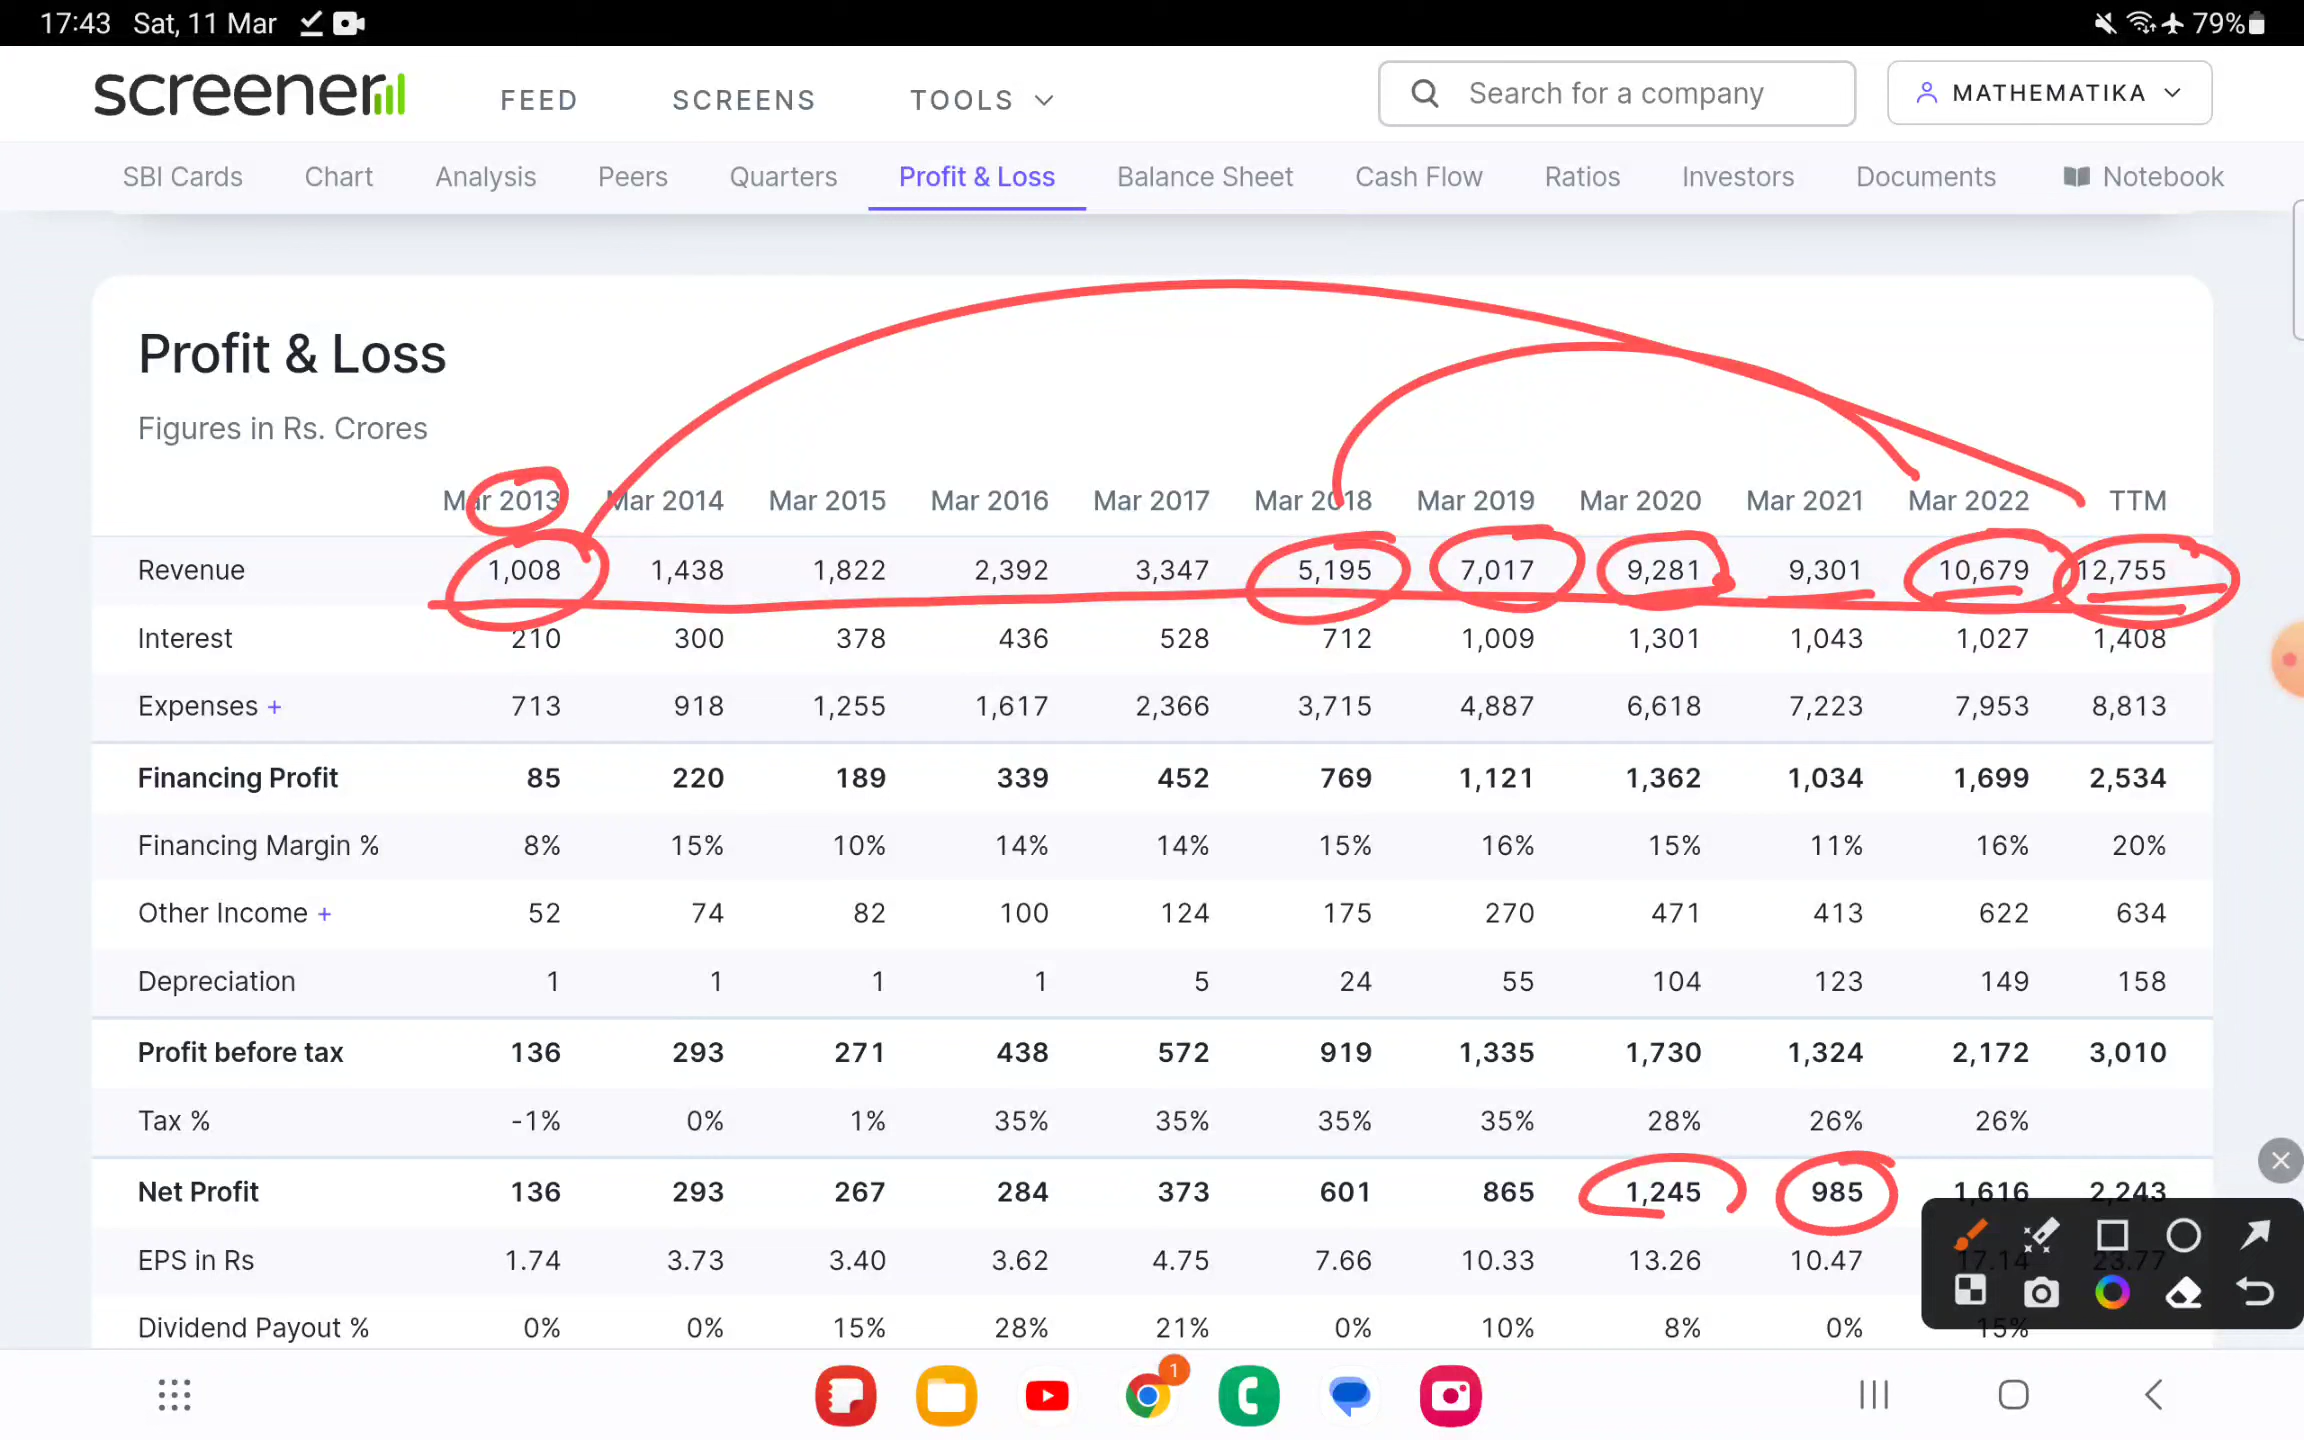 17:43 Sat, 11 Mar 79%
screener FEED SCREENS TOOLS Search for a company MATHEMATIKA
SBI Cards Chart Analysis Peers Quarters Profit & Loss Balance Sheet Cash Flow Ratios Investors Documents Notebook
Profit & Loss
Figures in Rs. Crores
Mar 2013 Mar 2014 Mar 2015 Mar 2016 Mar 2017 Mar 2018 Mar 2019 Mar 2020 Mar 2021 Mar 2022 TTM
Revenue 1,008 1,438 1,822 2,392 3,347 5,195 7,017 9,281 9,301 10,679 12,755
Interest 210 300 378 436 528 712 1,009 1,301 1,043 1,027 1,408
Expenses + 713 918 1,255 1,617 2,366 3,715 4,887 6,618 7,223 7,953 8,813
Financing Profit 85 220 189 339 452 769 1,121 1,362 1,034 1,699 2,534
Financing Margin % 8% 15% 10% 14% 14% 15% 16% 15% 11% 16% 20%
Other Income + 52 74 82 100 124 175 270 471 413 622 634
Depreciation 1 1 1 1 5 24 55 104 123 149 158
Profit before tax 136 293 271 438 572 919 1,335 1,730 1,324 2,172 3,010
Tax % -1% 0% 1% 35% 35% 35% 35% 28% 26% 26%
Net Profit 136 293 267 284 373 601 865 1,245 985 1,616 2,243
EPS in Rs 1.74 3.73 3.40 3.62 4.75 7.66 10.33 13.26 10.47 17.14 23.77
Dividend Payout % 0% 0% 15% 28% 21% 0% 10% 8% 0% 15%
1